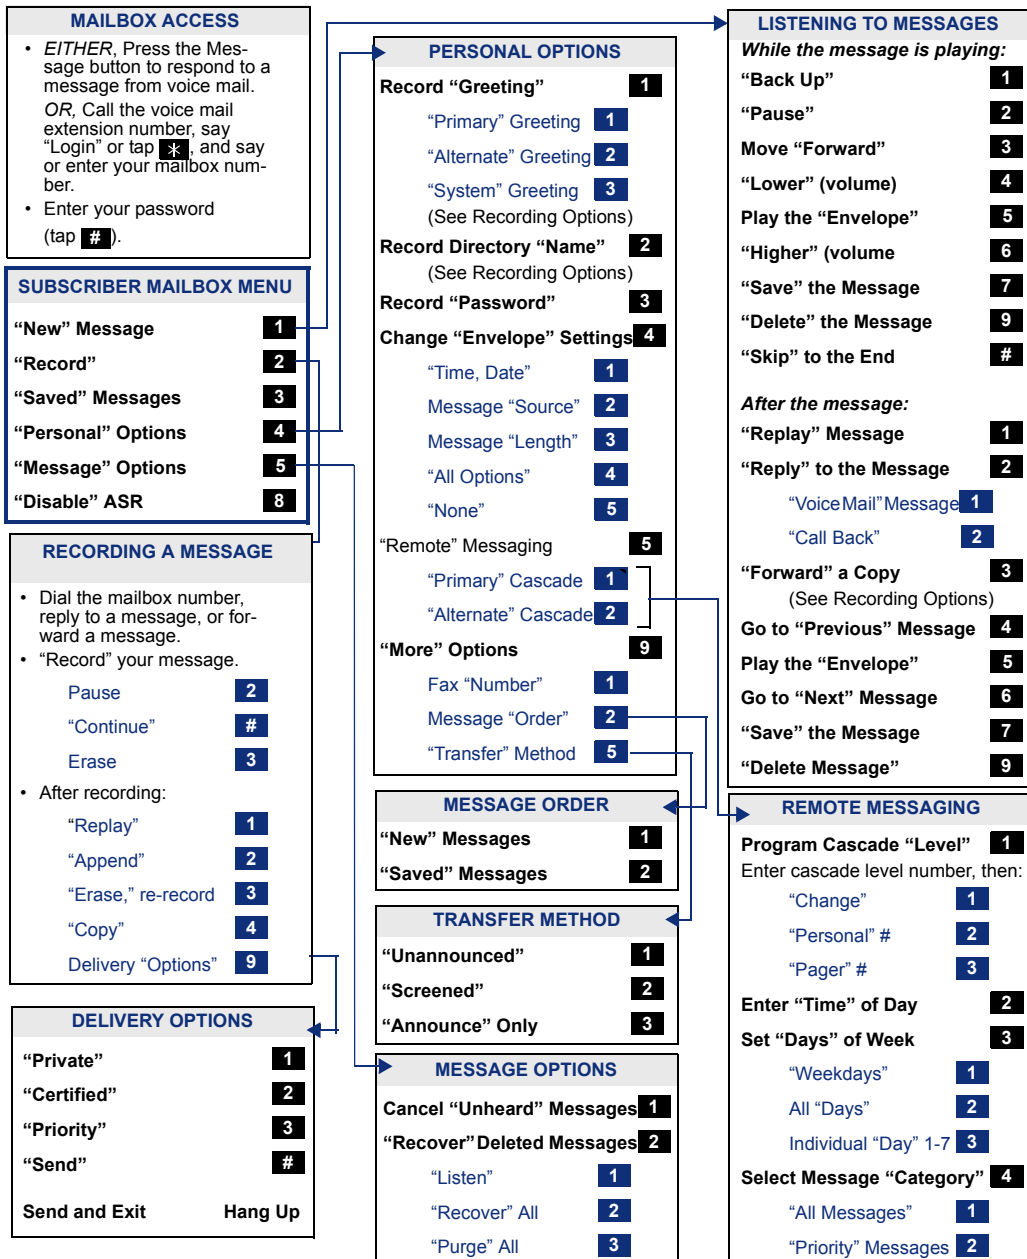 MAILBOX ACCESS
• EITHER, Press the Mes-
sage button to respond to a
message from voice mail.
OR, Call the voice mail
extension number, say
“Login” or tap *, and say
or enter your mailbox num-
ber.
• Enter your password
(tap # ).
SUBSCRIBER MAILBOX MENU
“New” Message 1
“Record” 2
“Saved” Messages 3
“Personal” Options 4
“Message” Options 5
“Disable” ASR 8
RECORDING A MESSAGE
• Dial the mailbox number,
reply to a message, or for-
ward a message.
• “Record” your message.
Pause 2
“Continue” #
Erase 3
• After recording:
“Replay” 1
“Append” 2
“Erase,” re-record 3
“Copy” 4
Delivery “Options” 9
DELIVERY OPTIONS
“Private” 1
“Certified” 2
“Priority” 3
“Send” #
Send and Exit Hang Up
PERSONAL OPTIONS
Record “Greeting” 1
“Primary” Greeting 1
“Alternate” Greeting 2
“System” Greeting 3
(See Recording Options)
Record Directory “Name” 2
(See Recording Options)
Record “Password” 3
Change “Envelope” Settings 4
“Time, Date” 1
Message “Source” 2
Message “Length” 3
“All Options” 4
“None” 5
“Remote” Messaging 5
“Primary” Cascade 1
“Alternate” Cascade 2
“More” Options 9
Fax “Number” 1
Message “Order” 2
“Transfer” Method 5
MESSAGE ORDER
“New” Messages 1
“Saved” Messages 2
TRANSFER METHOD
“Unannounced” 1
“Screened” 2
“Announce” Only 3
MESSAGE OPTIONS
Cancel “Unheard” Messages 1
“Recover” Deleted Messages 2
“Listen” 1
“Recover” All 2
“Purge” All 3
LISTENING TO MESSAGES
While the message is playing:
“Back Up” 1
“Pause” 2
Move “Forward” 3
“Lower” (volume) 4
Play the “Envelope” 5
“Higher” (volume 6
“Save” the Message 7
“Delete” the Message 9
“Skip” to the End #
After the message:
“Replay” Message 1
“Reply” to the Message 2
“Voice Mail” Message 1
“Call Back” 2
“Forward” a Copy 3
(See Recording Options)
Go to “Previous” Message 4
Play the “Envelope” 5
Go to “Next” Message 6
“Save” the Message 7
“Delete Message” 9
REMOTE MESSAGING
Program Cascade “Level” 1
Enter cascade level number, then:
“Change” 1
“Personal” # 2
“Pager” # 3
Enter “Time” of Day 2
Set “Days” of Week 3
“Weekdays” 1
All “Days” 2
Individual “Day” 1-7 3
Select Message “Category” 4
“All Messages” 1
“Priority” Messages 2